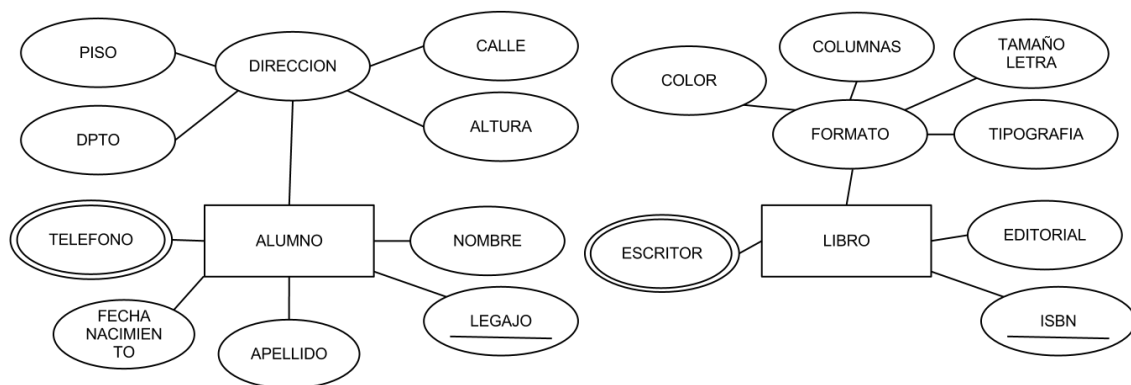 PISO
DIRECCION
CALLE
DPTO
ALTURA
TELEFONO
ALUMNO
NOMBRE
FECHA
NACIMIEN
TO
APELLIDO
LEGAJO
COLOR
COLUMNAS
TAMAÑO
LETRA
FORMATO
TIPOGRAFIA
ESCRITOR
LIBRO
EDITORIAL
ISBN